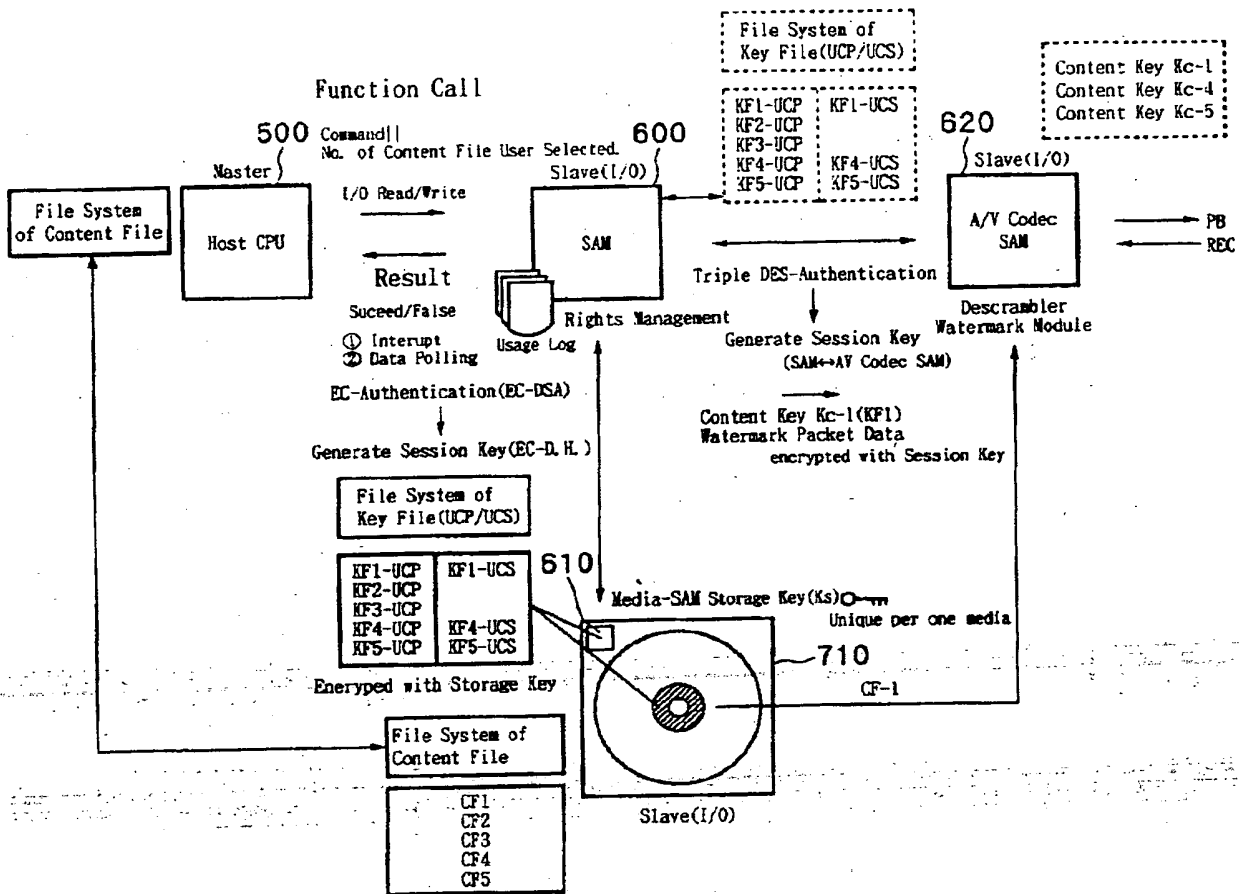 File System of
Key File(UCP/UCS)
KF1-UCP KF1-UCS
KF2-UCP
KF3-UCP
KF4-UCP KF4-UCS
KF5-UCP KF5-UCS
Content Key Kc-1
Content Key Kc-4
Content Key Kc-5
Function Call
500
Command||
No. of Content File User Selected.
600
620
Master
Slave(I/O)
Slave(I/O)
File System
of Content File
Host CPU
I/O Read/Write
SAM
A/V Codec
SAM
PB
REC
Result
Suceed/False
① Interupt
② Data Polling
Usage Log
Rights Management
Triple DES-Authentication
Descrambler
Watermark Module
Generate Session Key
(SAM↔AV Codec SAM)
EC-Authentication(EC-DSA)
Generate Session Key(EC-D.H.)
Content Key Kc-1(KF1)
Watermark Packet Data
encrypted with Session Key
File System of
Key File(UCP/UCS)
KF1-UCP KF1-UCS
KF2-UCP
KF3-UCP
KF4-UCP KF4-UCS
KF5-UCP KF5-UCS
Eneryped with Storage Key
610
Media-SAM Storage Key(Ks)
Unique per one media
710
CF-1
Slave(I/O)
File System of
Content File
CF1
CF2
CF3
CF4
CF5